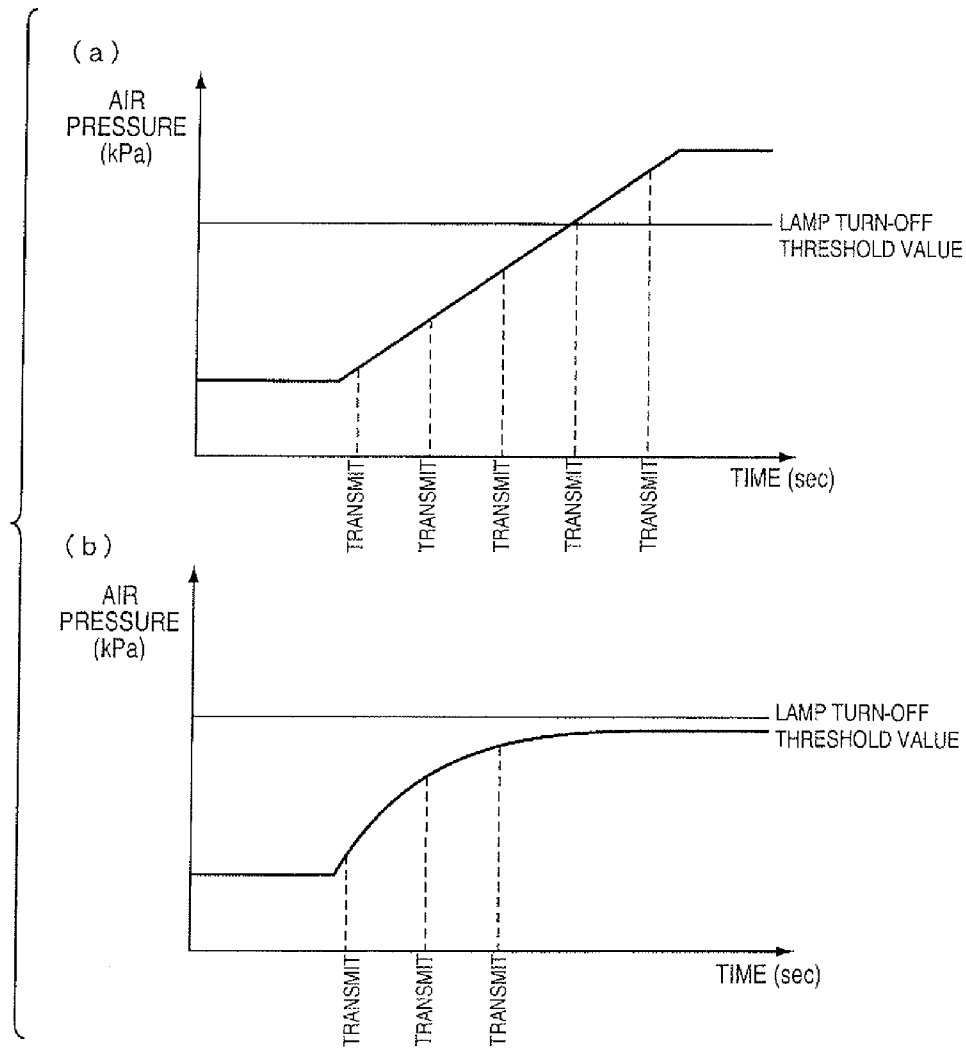 (a)
AIR
PRESSURE
(kPa)
LAMP TURN-OFF
THRESHOLD VALUE
TRANSMIT
TRANSMIT
TRANSMIT
TRANSMIT
TRANSMIT
TIME (sec)
(b)
AIR
PRESSURE
(kPa)
LAMP TURN-OFF
THRESHOLD VALUE
TRANSMIT
TRANSMIT
TRANSMIT
TIME (sec)